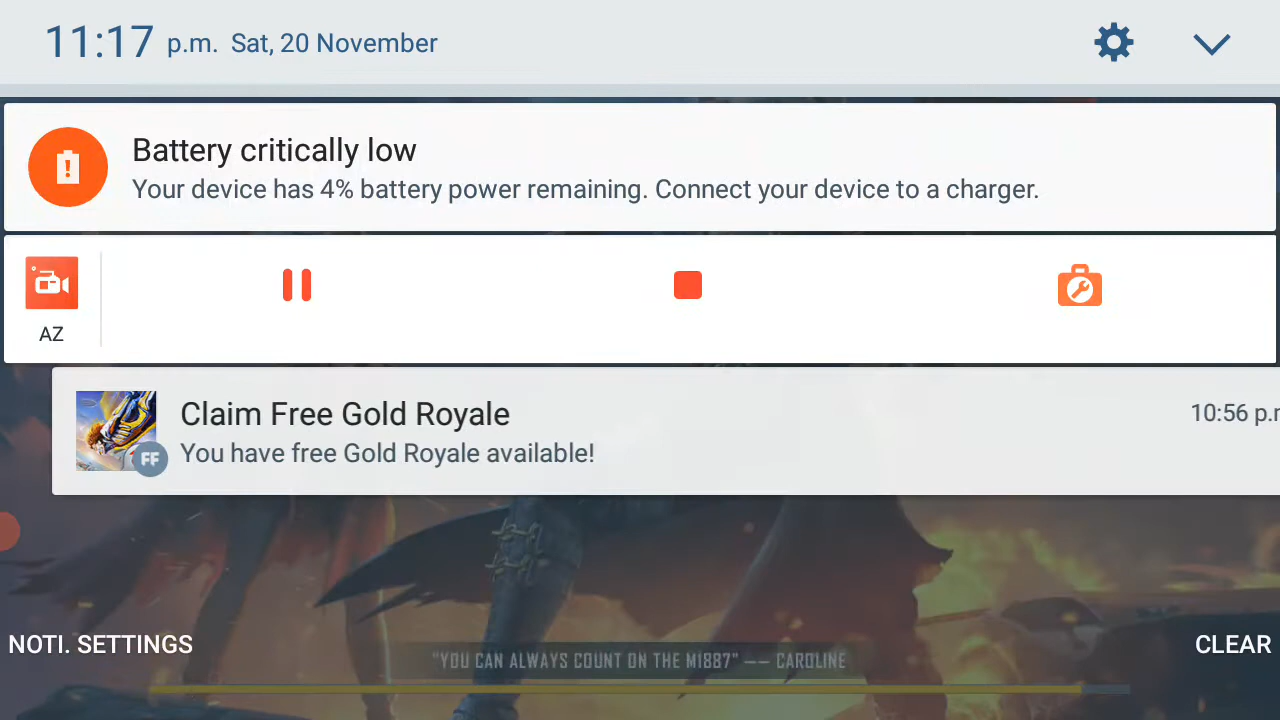 11:17 p.m. Sat, 20 November
Battery critically low
Your device has 4% battery power remaining. Connect your device to a charger.
AZ
Claim Free Gold Royale
10:56 p.m
You have free Gold Royale available!
FF
NOTI. SETTINGS
CLEAR
"YOU CAN ALWAYS COUNT ON THE M1887" -- CAROLINE